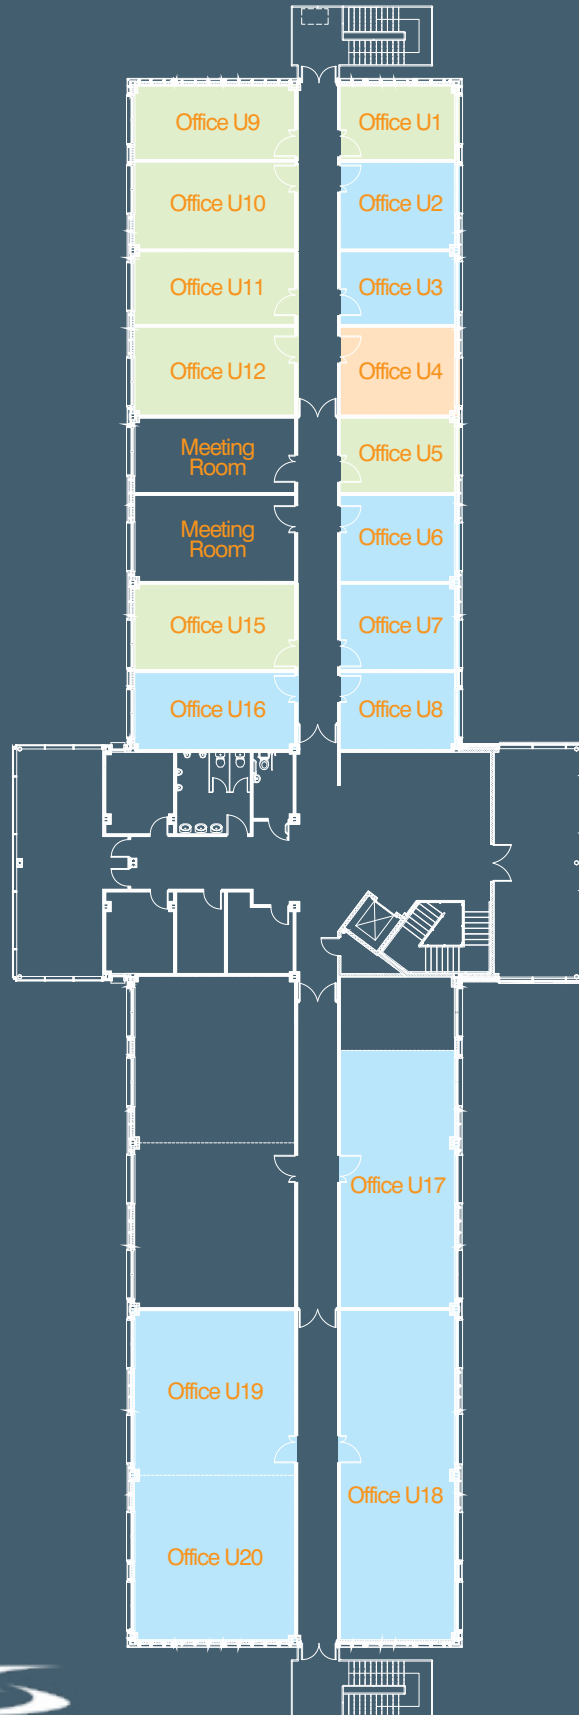 Office U9
Office U1
Office U10
Office U2
Office U11
Office U3
Office U12
Office U4
Meeting
Room
Office U5
Meeting
Room
Office U6
Office U15
Office U7
Office U16
Office U8
Office U17
Office U19
Office U18
Office U20